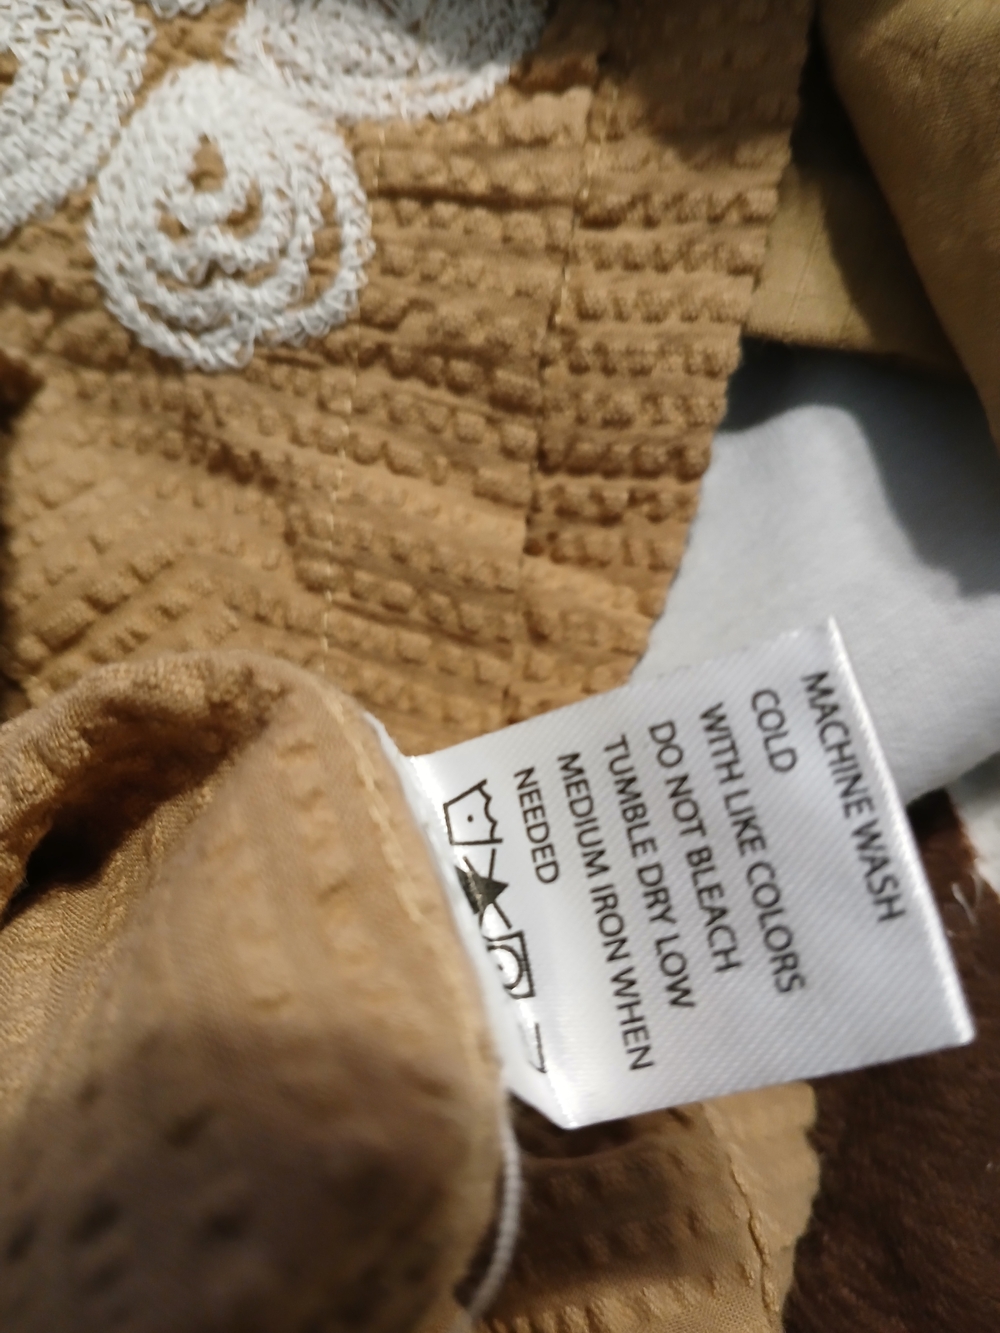 MACHINE WASH
COLD
WITH LIKE COLORS
DO NOT BLEACH
TUMBLE DRY LOW
MEDIUM IRON WHEN
NEEDED